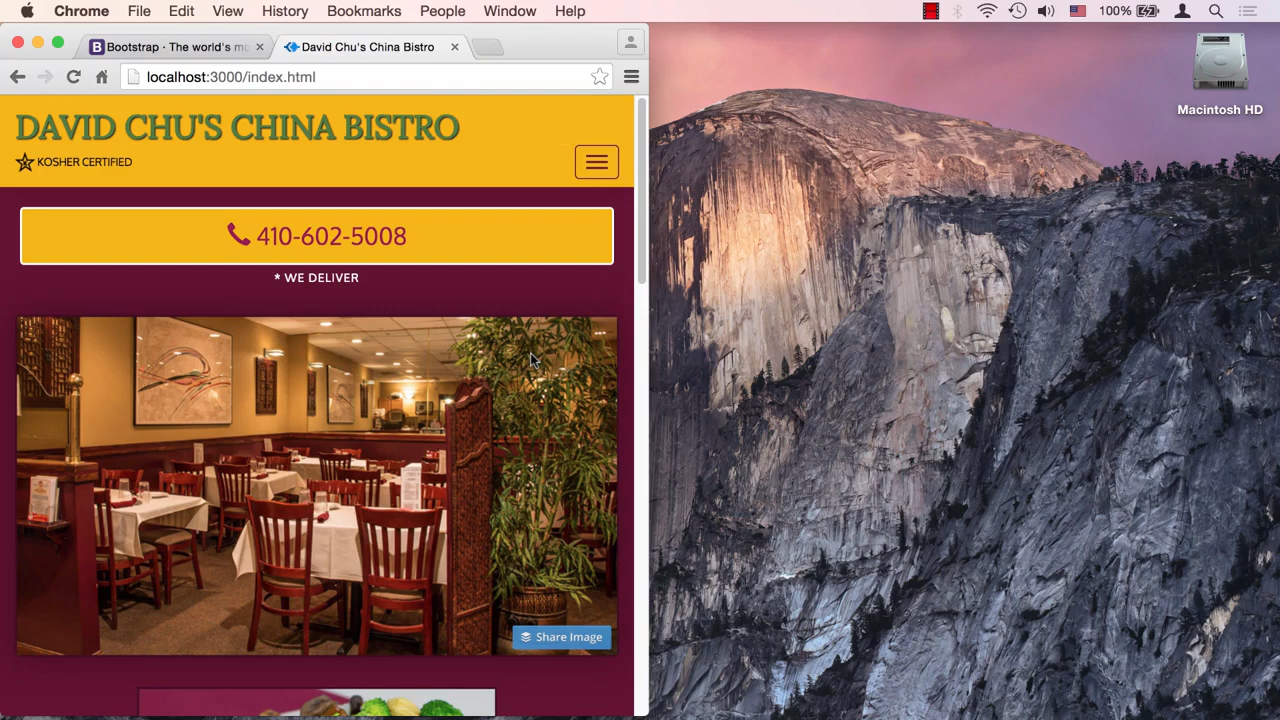 Chrome File Edit View History Bookmarks People Window Help 100%
Bootstrap · The world's mo
David Chu's China Bistro
localhost:3000/index.html
Macintosh HD
DAVID CHU'S CHINA BISTRO
KOSHER CERTIFIED
410-602-5008
* WE DELIVER
Share Image